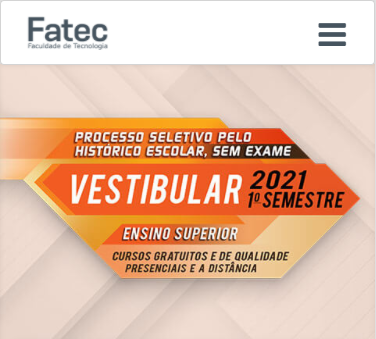 Fatec
Faculdade de Tecnologia
PROCESSO SELETIVO PELO
HISTÓRICO ESCOLAR, SEM EXAME
VESTIBULAR 2021
1º SEMESTRE
ENSINO SUPERIOR
CURSOS GRATUITOS E DE QUALIDADE
PRESENCIAIS E A DISTÂNCIA